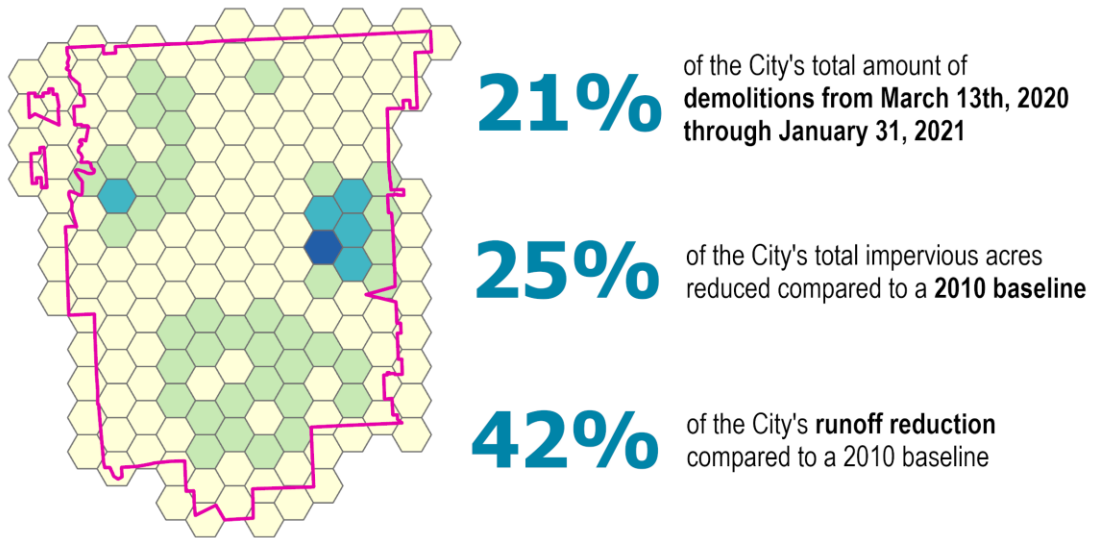 21%
of the City's total amount of
demolitions from March 13th, 2020
through January 31, 2021
25%
of the City's total impervious acres
reduced compared to a 2010 baseline
42%
of the City's runoff reduction
compared to a 2010 baseline